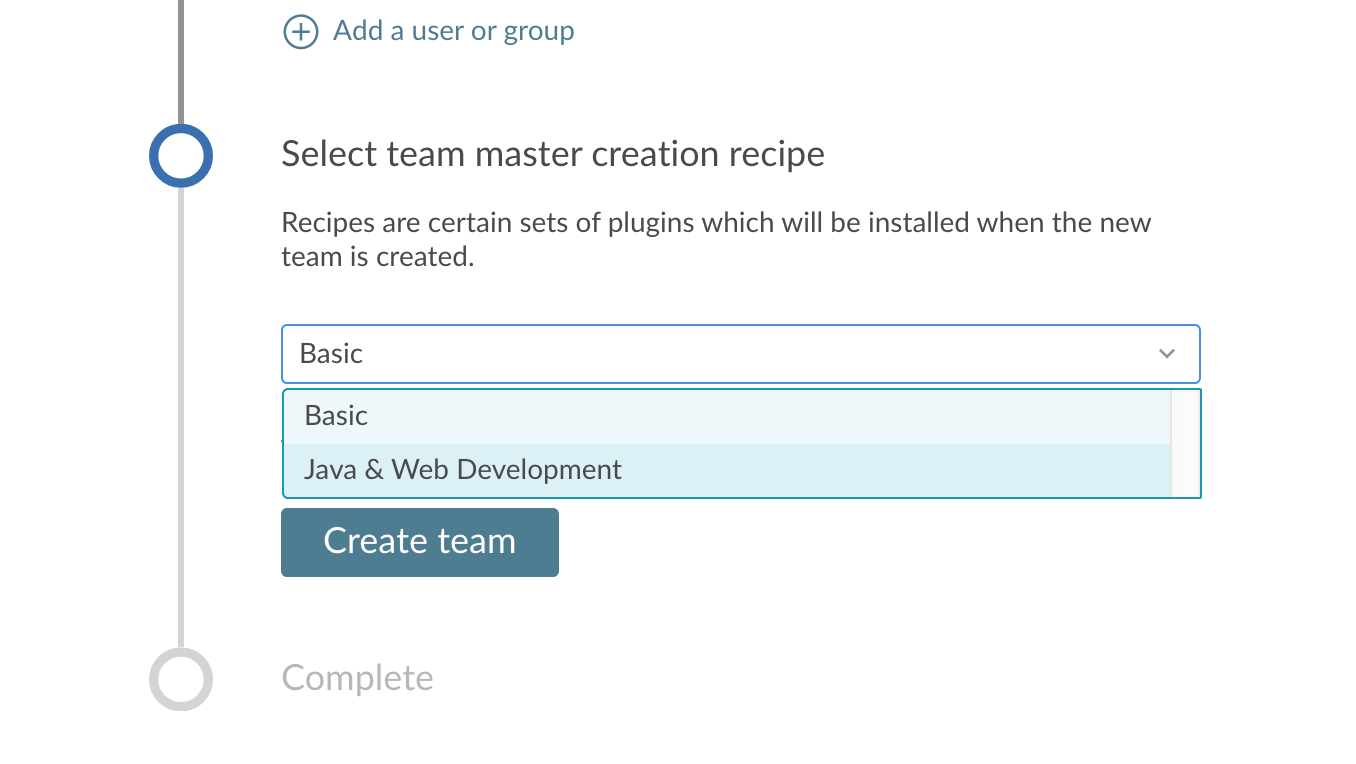 Add a user or group
Select team master creation recipe
Recipes are certain sets of plugins which will be installed when the new
team is created.
Basic
Basic
Java & Web Development
Create team
Complete